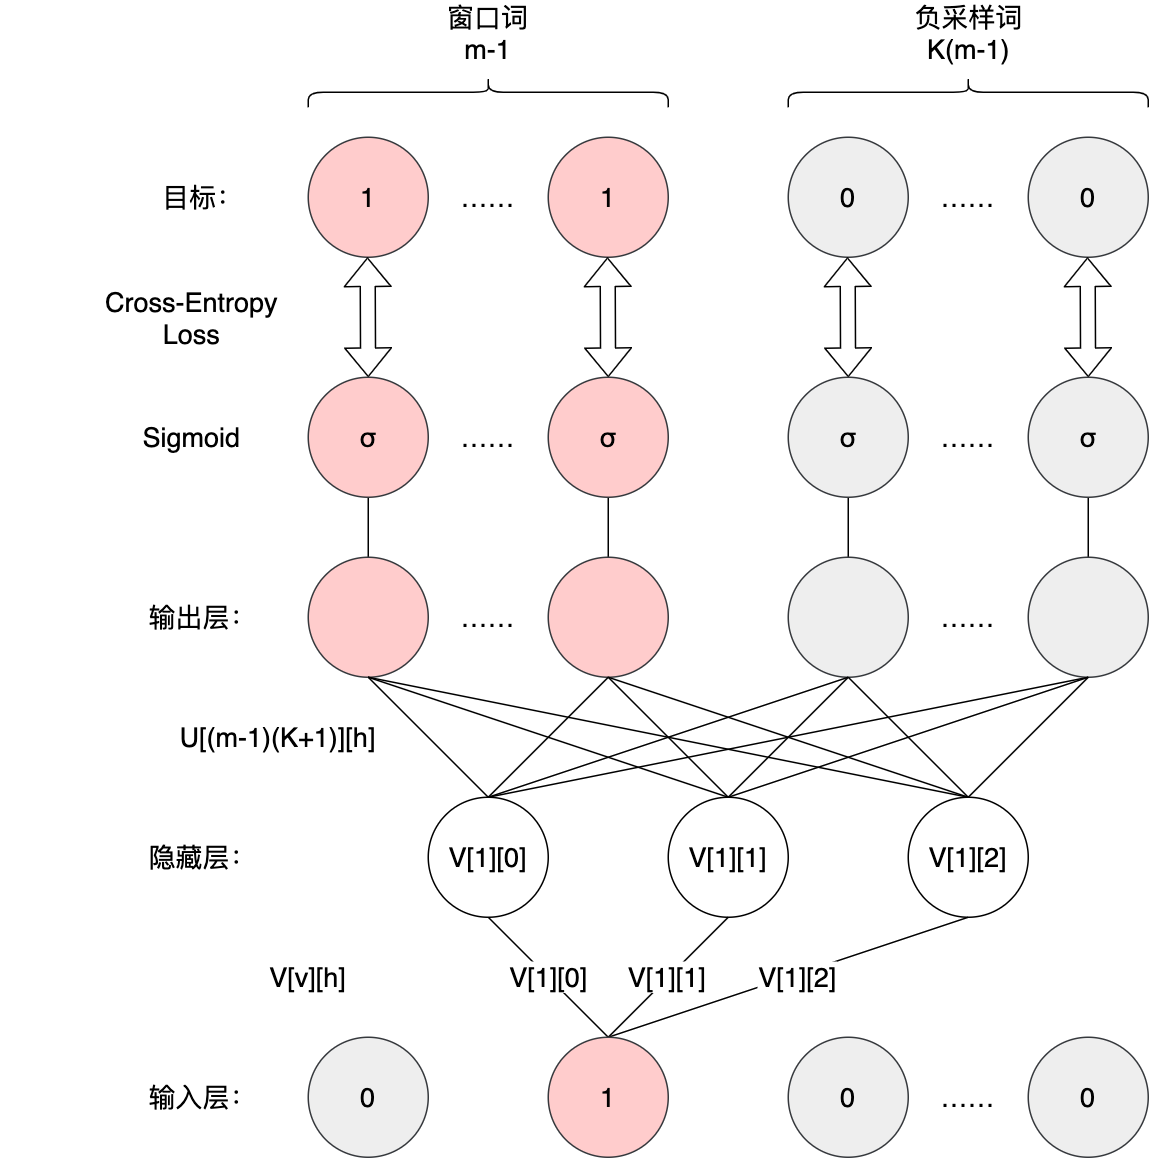 窗口词
m-1
负采样词
K(m-1)
目标:
1
......
1
0
......
0
Cross-Entropy
Loss
Sigmoid
σ
......
σ
σ
......
σ
输出层:
......
......
U[(m-1)(K+1)][h]
隐藏层:
V[1][0]
V[1][1]
V[1][2]
V[v][h]
V[1][0]
V[1][1]
V[1][2]
输入层:
0
1
0
......
0